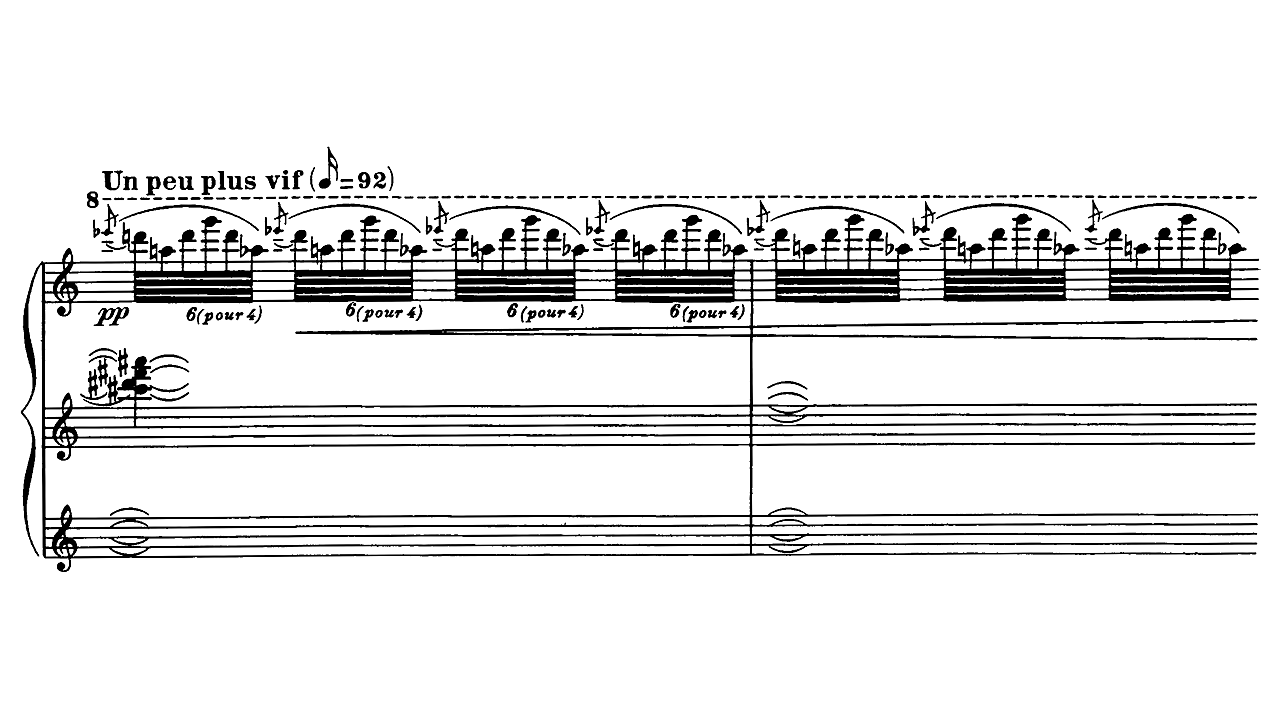 Un peu plus vif (𝅘𝅥𝅯 = 92)
8
pp
6 (pour 4) 6 (pour 4) 6 (pour 4) 6 (pour 4)